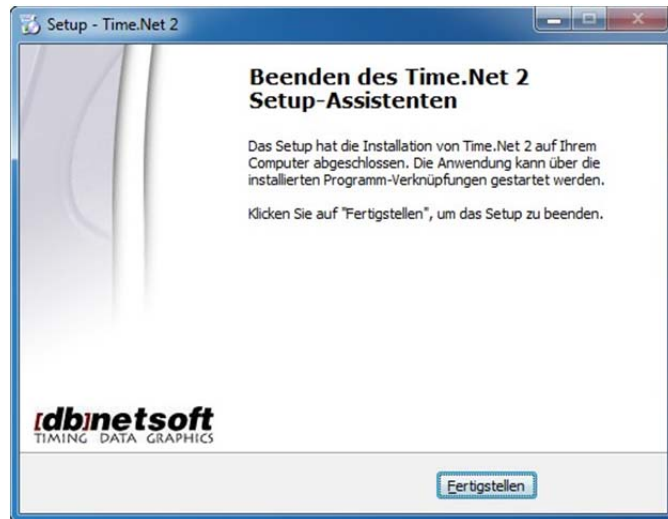 Setup - Time.Net 2
Beenden des Time.Net 2
Setup-Assistenten
Das Setup hat die Installation von Time.Net 2 auf Ihrem
Computer abgeschlossen. Die Anwendung kann über die
installierten Programm-Verknüpfungen gestartet werden.
Klicken Sie auf "Fertigstellen", um das Setup zu beenden.
[db]netsoft
TIMING DATA GRAPHICS
Fertigstellen